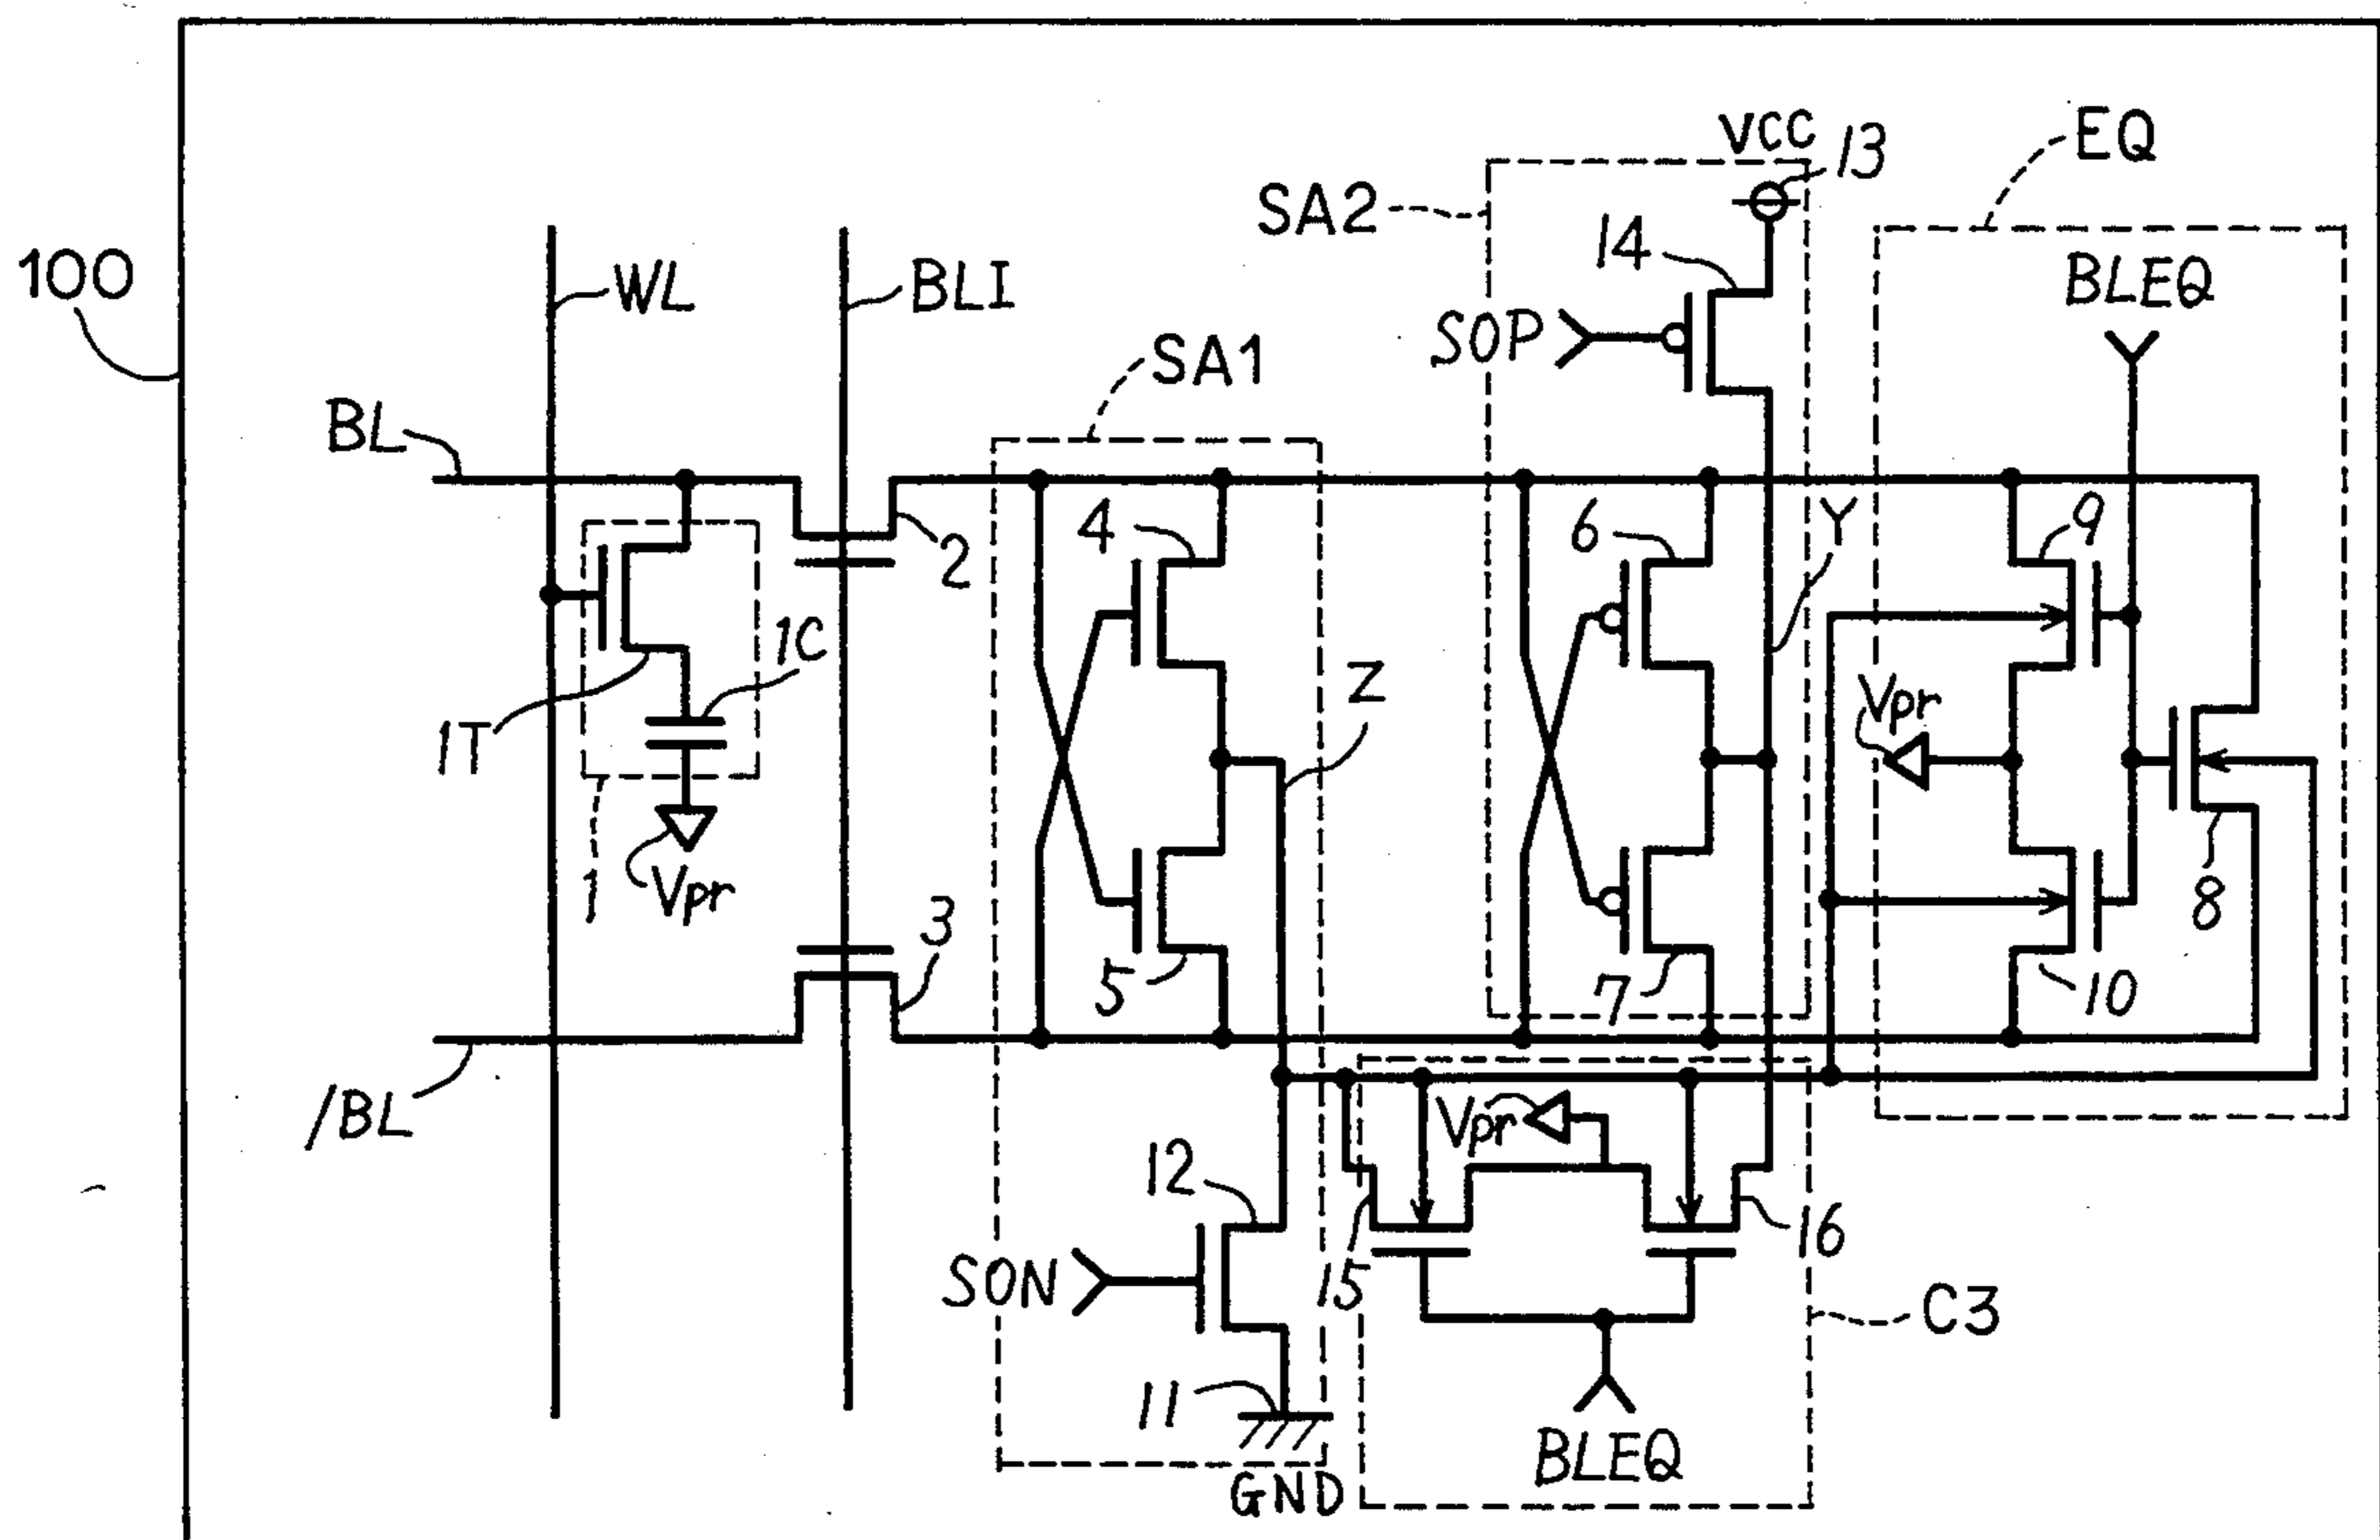 VCC
13
EQ
SA2
14
BLEQ
100
WL
BLI
SOP
SA1
BL
2
4
6
Y
9
1C
Z
Vpr
1T
1
Vpr
3
5
7
10
8
/BL
Vpr
12
15
16
SON
C3
11
BLEQ
GND